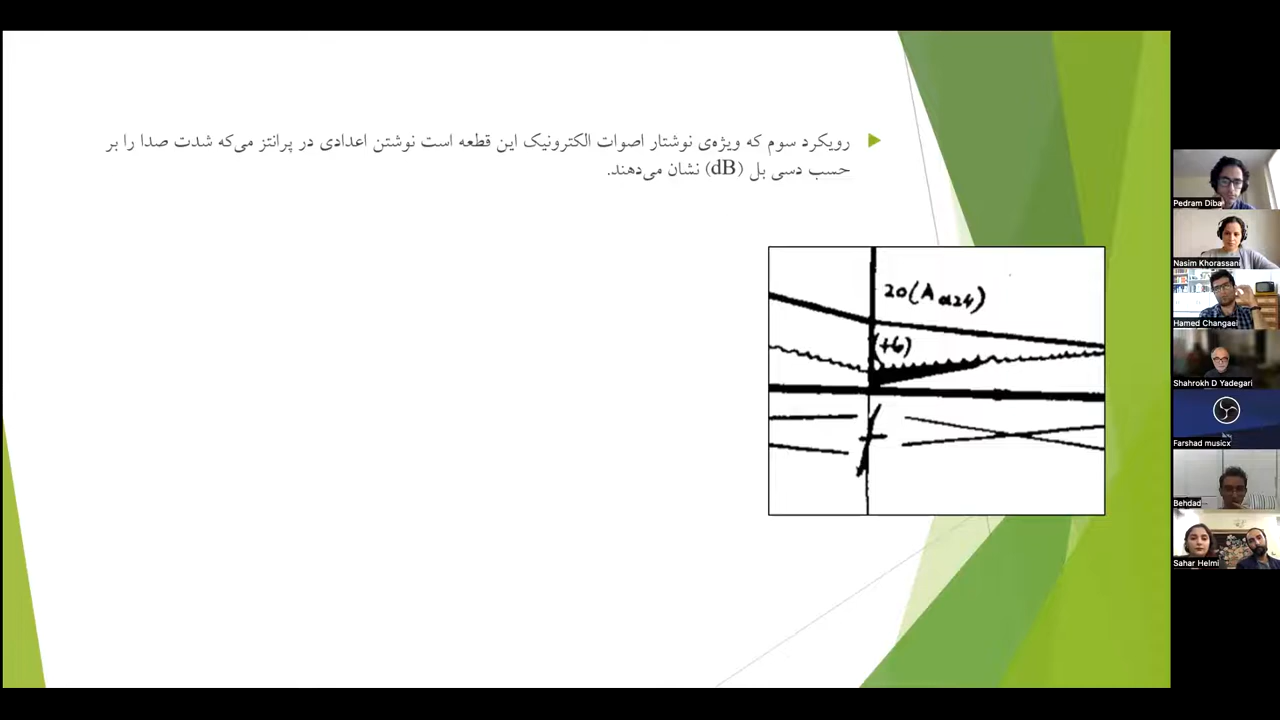 رویکرد سوم که ویژه‌ی نوشتار اصوات الکترونیک این قطعه است نوشتن اعدادی در پرانتز می‌که شدت صدا را بر
حسب دسی بل (dB) نشان می‌دهند.
20(A
(+6)
f
Pedram Diba
Nasim Khorassani
Hamed Changaei
Shahrokh D Yadegari
Farshad musicx
Behdad
Sahar Helmi